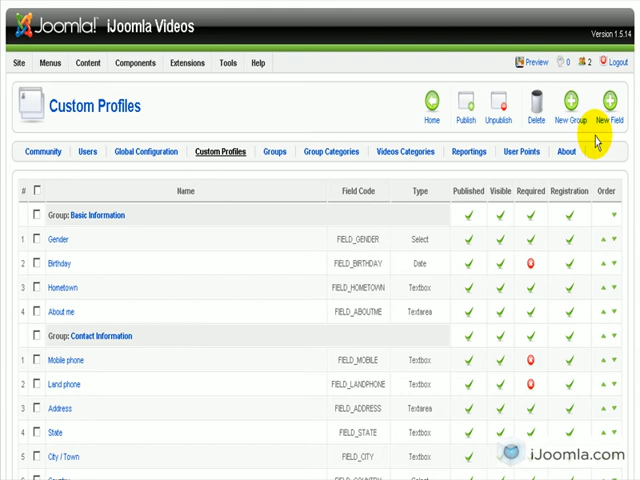 Joomla! iJoomla Videos
Version 1.5.14
Site Menus Content Components Extensions Tools Help Preview 0 2 Logout
Custom Profiles
Home Publish Unpublish Delete New Group New Field
Community Users Global Configuration Custom Profiles Groups Group Categories Videos Categories Reportings User Points About
# Name Field Code Type Published Visible Required Registration Order
Group: Basic Information
1 Gender FIELD_GENDER Select
2 Birthday FIELD_BIRTHDAY Date
3 Hometown FIELD_HOMETOWN Textbox
4 About me FIELD_ABOUTME Textarea
Group: Contact Information
1 Mobile phone FIELD_MOBILE Textbox
2 Land phone FIELD_LANDPHONE Textbox
3 Address FIELD_ADDRESS Textarea
4 State FIELD_STATE Textbox
5 City / Town FIELD_CITY Textbox
iJoomla.com